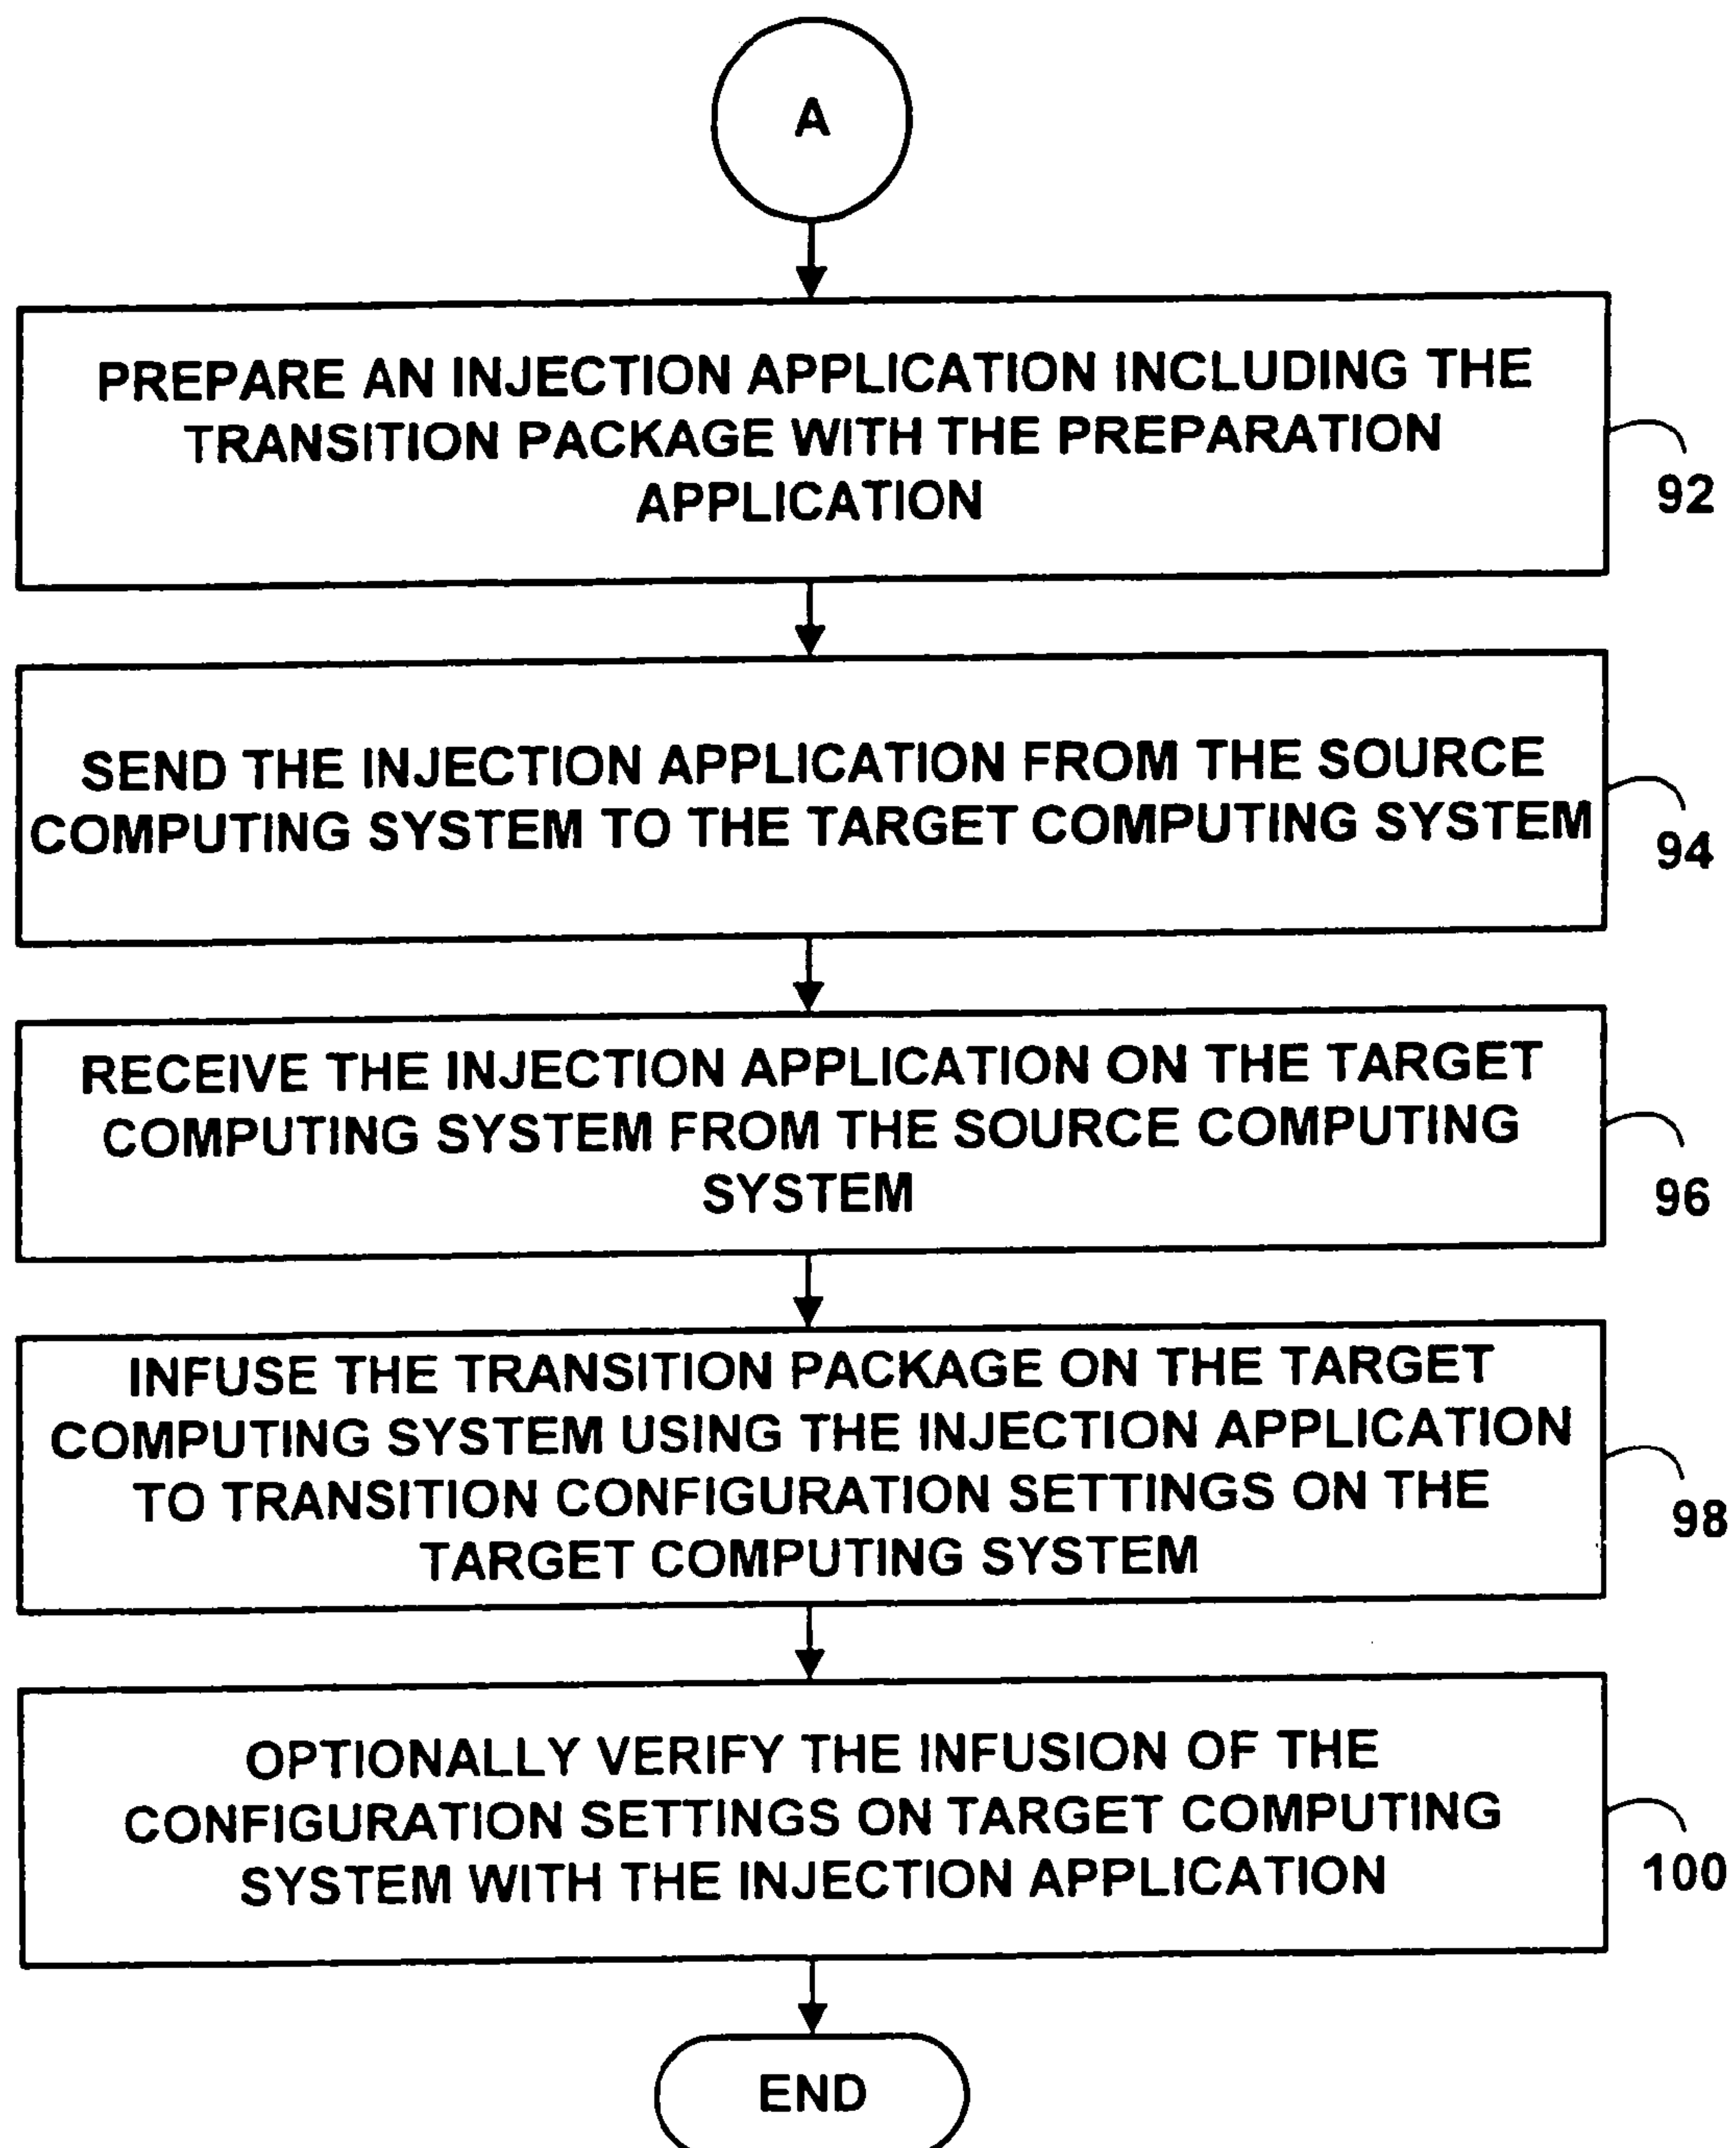 A
PREPARE AN INJECTION APPLICATION INCLUDING THE
TRANSITION PACKAGE WITH THE PREPARATION
APPLICATION
92
SEND THE INJECTION APPLICATION FROM THE SOURCE
COMPUTING SYSTEM TO THE TARGET COMPUTING SYSTEM
94
RECEIVE THE INJECTION APPLICATION ON THE TARGET
COMPUTING SYSTEM FROM THE SOURCE COMPUTING
SYSTEM
96
INFUSE THE TRANSITION PACKAGE ON THE TARGET
COMPUTING SYSTEM USING THE INJECTION APPLICATION
TO TRANSITION CONFIGURATION SETTINGS ON THE
TARGET COMPUTING SYSTEM
98
OPTIONALLY VERIFY THE INFUSION OF THE
CONFIGURATION SETTINGS ON TARGET COMPUTING
SYSTEM WITH THE INJECTION APPLICATION
100
END